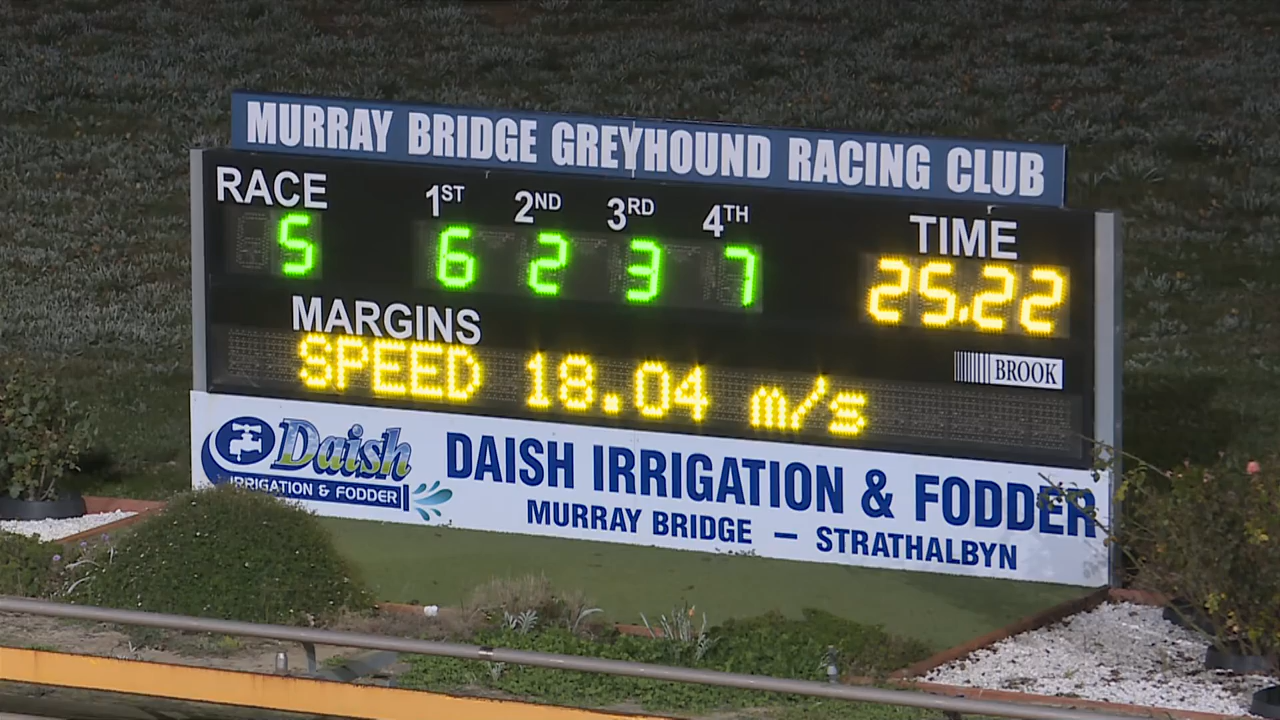 MURRAY BRIDGE GREYHOUND RACING CLUB
RACE 1ST 2ND 3RD 4TH TIME
5 6 2 3 7 25.22
MARGINS
SPEED 18.04 m/s
BROOK
Daish
IRRIGATION & FODDER
DAISH IRRIGATION & FODDER
MURRAY BRIDGE – STRATHALBYN